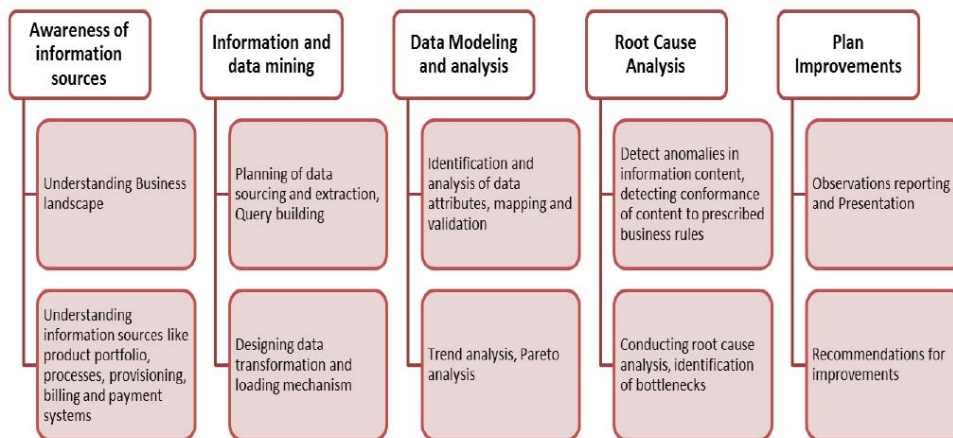 Awareness of
information
sources
Understanding Business
landscape
Understanding
information sources like
product portfolio,
processes, provisioning,
billing and payment
systems
Information and
data mining
Planning of data
sourcing and extraction,
Query building
Designing data
transformation and
loading mechanism
Data Modeling
and analysis
Identification and
analysis of data
attributes, mapping and
validation
Trend analysis, Pareto
analysis
Root Cause
Analysis
Detect anomalies in
information content,
detecting conformance
of content to prescribed
business rules
Conducting root cause
analysis, identification
of bottlenecks
Plan
Improvements
Observations reporting
and Presentation
Recommendations for
improvements